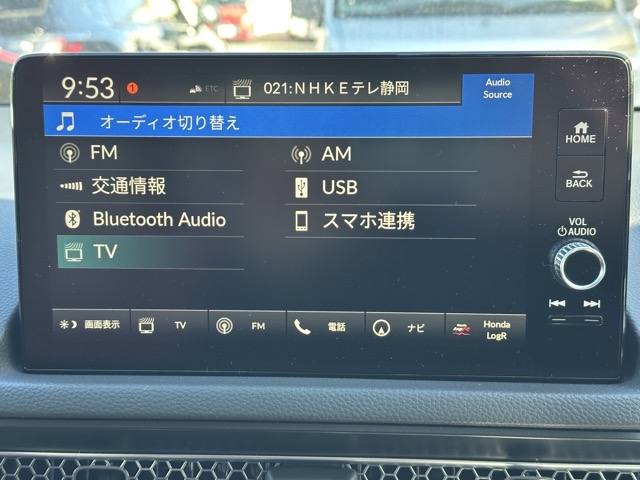 9:53 1 ETC 021:NHKEテレ静岡 Audio Source
オーディオ切り替え
FM AM
交通情報 USB
Bluetooth Audio スマホ連携
TV
画面表示 TV FM 電話 ナビ Honda LogR
HOME
BACK
VOL
AUDIO